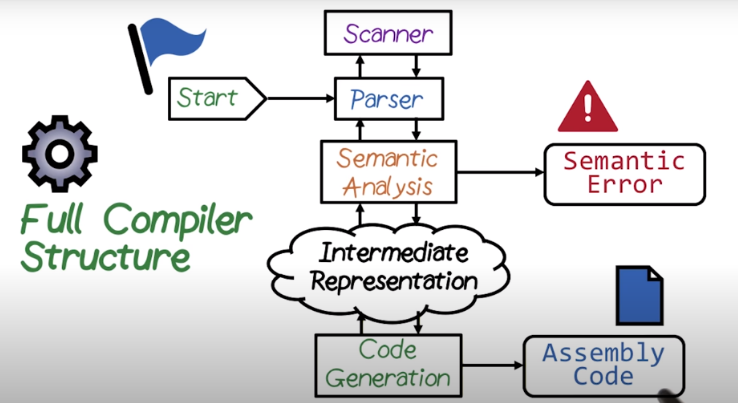 Scanner
Start
Parser
Semantic
Analysis
Semantic
Error
Full Compiler
Structure
Intermediate
Representation
Code
Generation
Assembly
Code